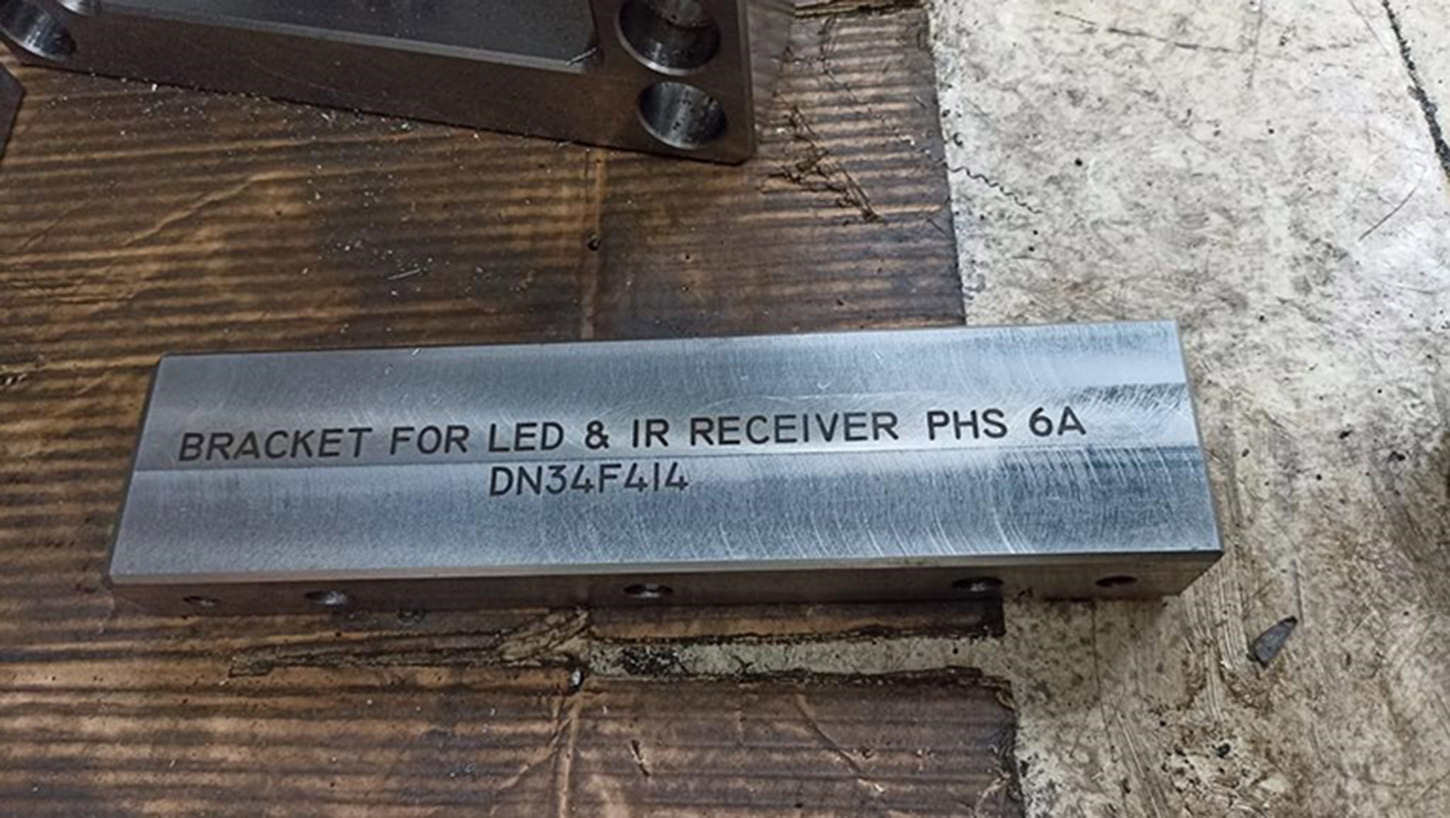 BRACKET FOR LED & IR RECEIVER PHS 6A
DN34F414